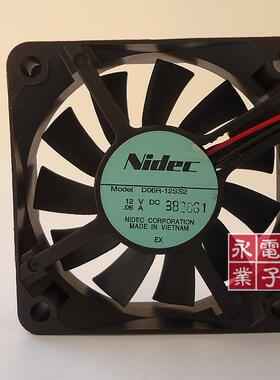 Nidec
Model D06R-12SS2
12 V DC
.06 A
NIDEC CORPORATION
MADE IN VIETNAM
EX
永電
業子